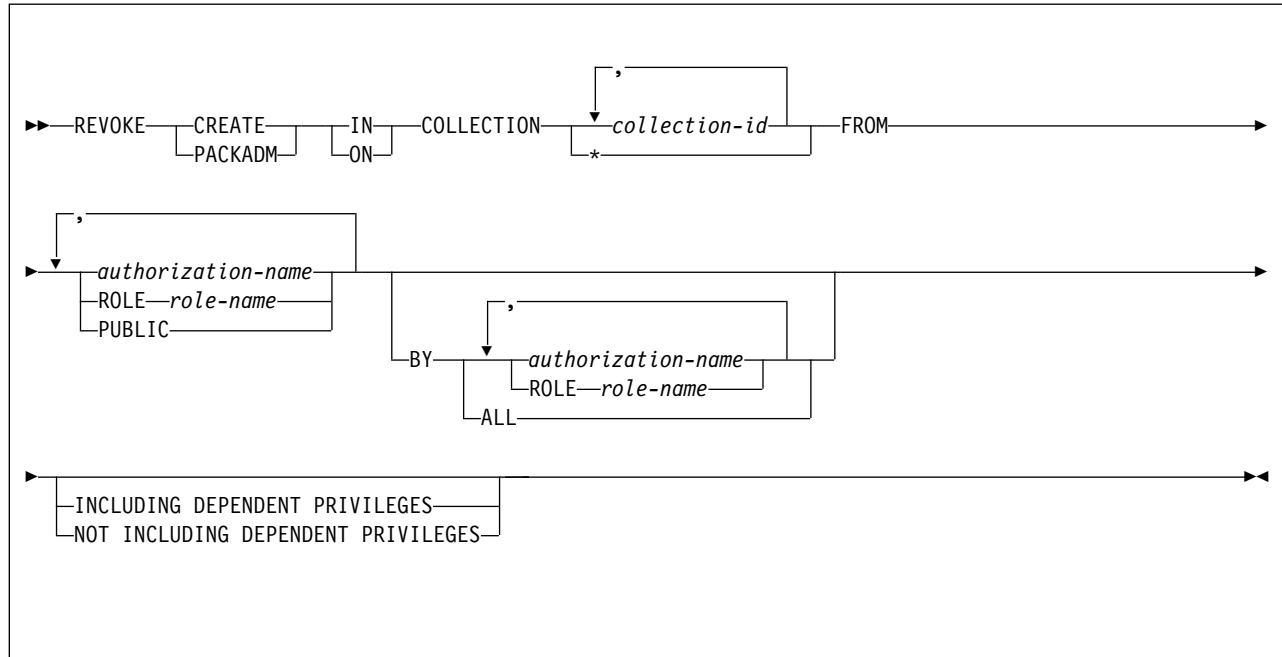 ,
REVOKE CREATE IN COLLECTION collection-id FROM
PACKADM ON *
,
authorization-name
ROLE role-name ,
PUBLIC BY authorization-name
ROLE role-name
ALL
INCLUDING DEPENDENT PRIVILEGES
NOT INCLUDING DEPENDENT PRIVILEGES